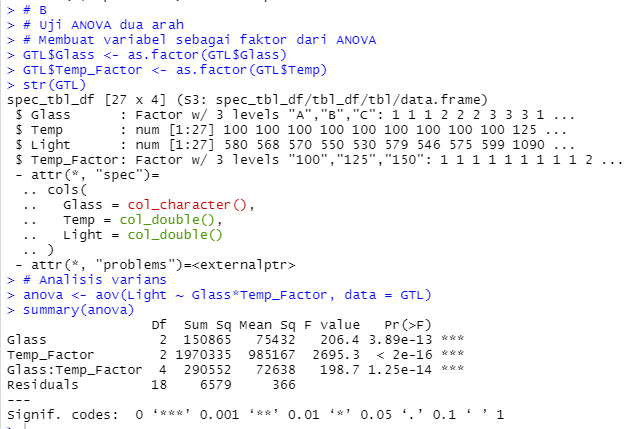 > # B
> # Uji ANOVA dua arah
> # Membuat variabel sebagai faktor dari ANOVA
> GTL$Glass <- as.factor(GTL$Glass)
> GTL$Temp_Factor <- as.factor(GTL$Temp)
> str(GTL)
spec_tbl_df [27 x 4] (S3: spec_tbl_df/tbl_df/tbl/data.frame)
 $ Glass      : Factor w/ 3 levels "A","B","C": 1 1 1 2 2 2 3 3 3 1 ...
 $ Temp       : num [1:27] 100 100 100 100 100 100 100 100 100 125 ...
 $ Light      : num [1:27] 580 568 570 550 530 579 546 575 599 1090 ...
 $ Temp_Factor: Factor w/ 3 levels "100","125","150": 1 1 1 1 1 1 1 1 1 2 ...
 - attr(*, "spec")=
  .. cols(
  ..   Glass = col_character(),
  ..   Temp = col_double(),
  ..   Light = col_double()
  .. )
 - attr(*, "problems")=<externalptr>
> # Analisis varians
> anova <- aov(Light ~ Glass*Temp_Factor, data = GTL)
> summary(anova)
                  Df  Sum Sq Mean Sq F value   Pr(>F)
Glass              2  150865   75432   206.4 3.89e-13 ***
Temp_Factor        2 1970335  985167  2695.3  < 2e-16 ***
Glass:Temp_Factor  4  290552   72638   198.7 1.25e-14 ***
Residuals         18    6579     366
---
Signif. codes:  0 ‘***’ 0.001 ‘**’ 0.01 ‘*’ 0.05 ‘.’ 0.1 ‘ ’ 1